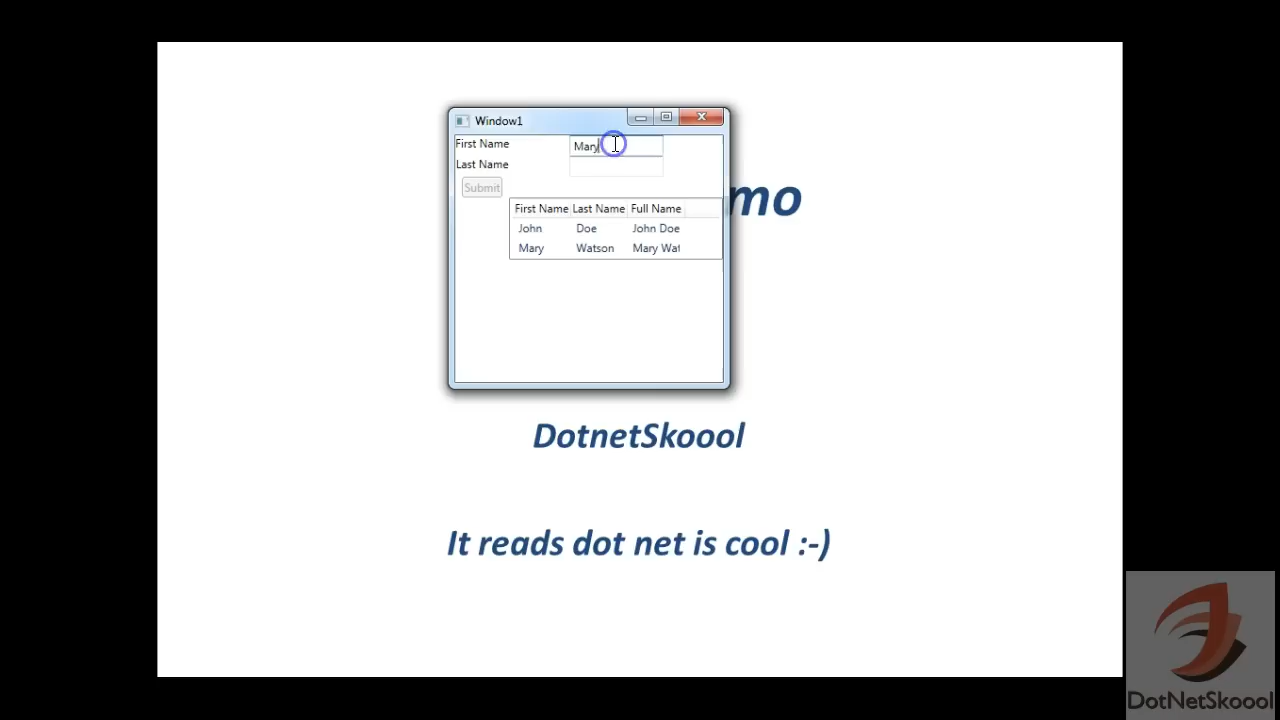 Window1
First Name Mary
Last Name
Submit
mo
First Name Last Name Full Name
John Doe John Doe
Mary Watson Mary Wat
DotnetSkoool
It reads dot net is cool :-)
DotNetSkoool